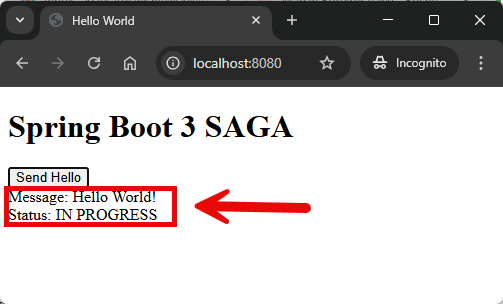 Hello World
localhost:8080
Incognito
Spring Boot 3 SAGA
Send Hello
Message: Hello World!
Status: IN PROGRESS